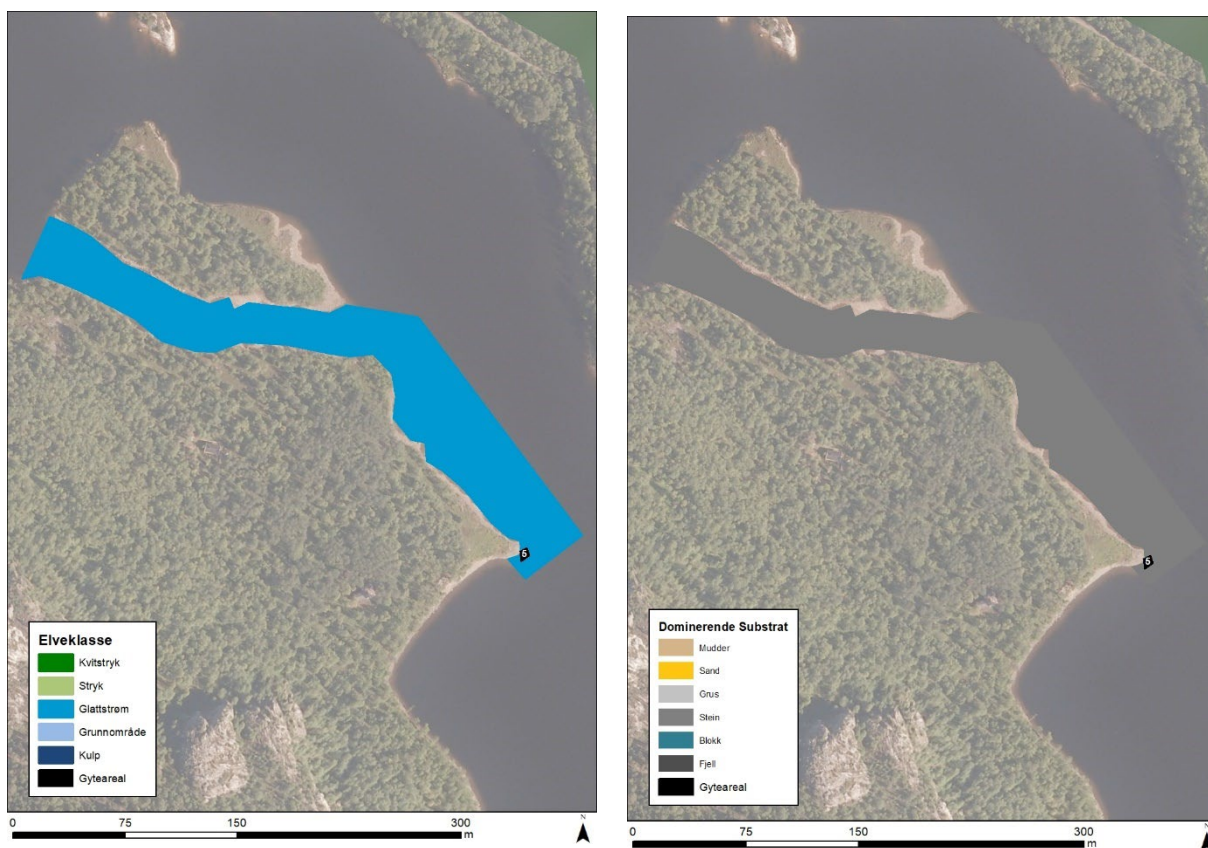 5
Elveklasse
Kvitstryk
Stryk
Glattstrøm
Grunnområde
Kulp
Gyteareal
0 75 150 300
m
N
5
Dominerende Substrat
Mudder
Sand
Grus
Stein
Blokk
Fjell
Gyteareal
0 75 150 300
m
N